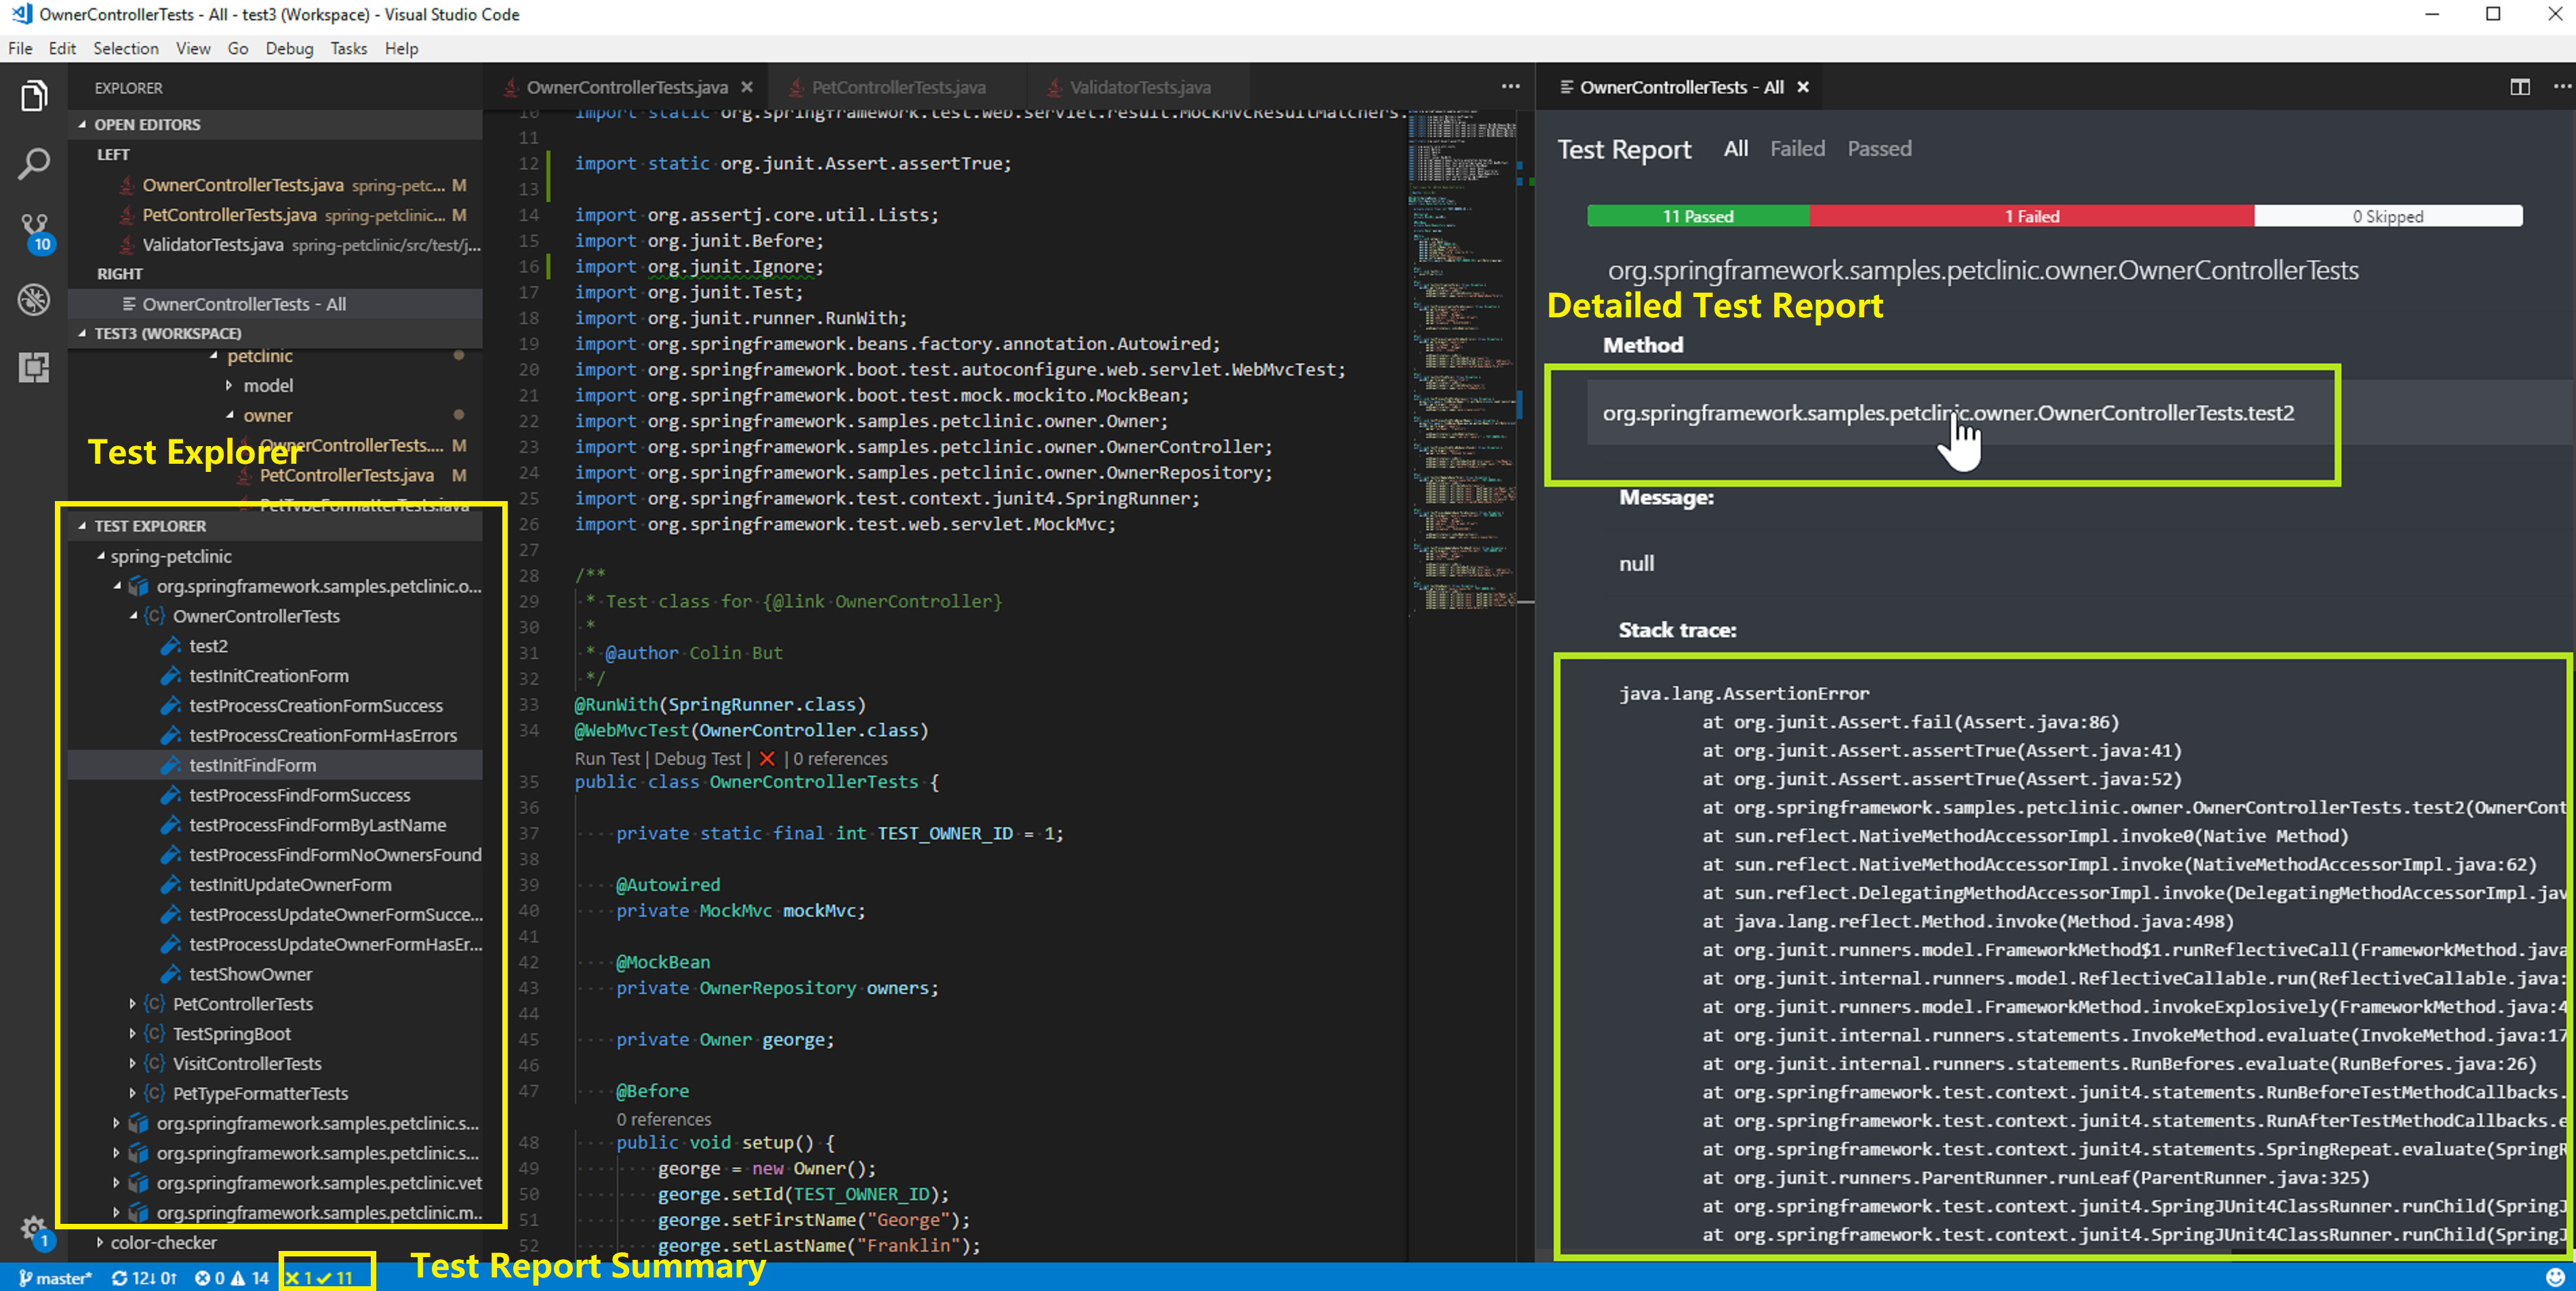 OwnerControllerTests - All - test3 (Workspace) - Visual Studio Code
File Edit Selection View Go Debug Tasks Help
EXPLORER
OPEN EDITORS
LEFT
OwnerControllerTests.java spring-petc... M
PetControllerTests.java spring-petclinic... M
ValidatorTests.java spring-petclinic/src/test/j...
RIGHT
OwnerControllerTests - All
TEST3 (WORKSPACE)
petclinic
model
owner
OwnerControllerTests.... M
Test Explorer
PetControllerTests.java M
PetTypeFormatterTests.java
TEST EXPLORER
spring-petclinic
org.springframework.samples.petclinic.o...
OwnerControllerTests
test2
testInitCreationForm
testProcessCreationFormSuccess
testProcessCreationFormHasErrors
testInitFindForm
testProcessFindFormSuccess
testProcessFindFormByLastName
testProcessFindFormNoOwnersFound
testInitUpdateOwnerForm
testProcessUpdateOwnerFormSucce...
testProcessUpdateOwnerFormHasEr...
testShowOwner
PetControllerTests
TestSpringBoot
VisitControllerTests
PetTypeFormatterTests
org.springframework.samples.petclinic.s...
org.springframework.samples.petclinic.s...
org.springframework.samples.petclinic.vet
org.springframework.samples.petclinic.m...
color-checker
10
1
OwnerControllerTests.java PetControllerTests.java ValidatorTests.java
10 import static org.springframework.test.web.servlet.result.MockMvcResultMatchers.
11
12 import static org.junit.Assert.assertTrue;
13
14 import org.assertj.core.util.Lists;
15 import org.junit.Before;
16 import org.junit.Ignore;
17 import org.junit.Test;
18 import org.junit.runner.RunWith;
19 import org.springframework.beans.factory.annotation.Autowired;
20 import org.springframework.boot.test.autoconfigure.web.servlet.WebMvcTest;
21 import org.springframework.boot.test.mock.mockito.MockBean;
22 import org.springframework.samples.petclinic.owner.Owner;
23 import org.springframework.samples.petclinic.owner.OwnerController;
24 import org.springframework.samples.petclinic.owner.OwnerRepository;
25 import org.springframework.test.context.junit4.SpringRunner;
26 import org.springframework.test.web.servlet.MockMvc;
27
28 /**
29 * Test class for {@link OwnerController}
30 *
31 * @author Colin But
32 */
33 @RunWith(SpringRunner.class)
34 @WebMvcTest(OwnerController.class)
Run Test | Debug Test | ❌ | 0 references
35 public class OwnerControllerTests {
36
37 private static final int TEST_OWNER_ID = 1;
38
39 @Autowired
40 private MockMvc mockMvc;
41
42 @MockBean
43 private OwnerRepository owners;
44
45 private Owner george;
46
47 @Before
0 references
48 public void setup() {
49 george = new Owner();
50 george.setId(TEST_OWNER_ID);
51 george.setFirstName("George");
52 george.setLastName("Franklin");
OwnerControllerTests - All
Test Report All Failed Passed
11 Passed 1 Failed 0 Skipped
org.springframework.samples.petclinic.owner.OwnerControllerTests
Detailed Test Report
Method
org.springframework.samples.petclinic.owner.OwnerControllerTests.test2
Message:
null
Stack trace:
java.lang.AssertionError
at org.junit.Assert.fail(Assert.java:86)
at org.junit.Assert.assertTrue(Assert.java:41)
at org.junit.Assert.assertTrue(Assert.java:52)
at org.springframework.samples.petclinic.owner.OwnerControllerTests.test2(OwnerCont
at sun.reflect.NativeMethodAccessorImpl.invoke0(Native Method)
at sun.reflect.NativeMethodAccessorImpl.invoke(NativeMethodAccessorImpl.java:62)
at sun.reflect.DelegatingMethodAccessorImpl.invoke(DelegatingMethodAccessorImpl.jav
at java.lang.reflect.Method.invoke(Method.java:498)
at org.junit.runners.model.FrameworkMethod$1.runReflectiveCall(FrameworkMethod.java
at org.junit.internal.runners.model.ReflectiveCallable.run(ReflectiveCallable.java:
at org.junit.runners.model.FrameworkMethod.invokeExplosively(FrameworkMethod.java:4
at org.junit.internal.runners.statements.InvokeMethod.evaluate(InvokeMethod.java:17
at org.junit.internal.runners.statements.RunBefores.evaluate(RunBefores.java:26)
at org.springframework.test.context.junit4.statements.RunBeforeTestMethodCallbacks.
at org.springframework.test.context.junit4.statements.RunAfterTestMethodCallbacks.e
at org.springframework.test.context.junit4.statements.SpringRepeat.evaluate(SpringR
at org.junit.runners.ParentRunner.runLeaf(ParentRunner.java:325)
at org.springframework.test.context.junit4.SpringJUnit4ClassRunner.runChild(SpringJ
at org.springframework.test.context.junit4.SpringJUnit4ClassRunner.runChild(SpringJ
master* 12↓ 0↑ 0 14 1 11
Test Report Summary